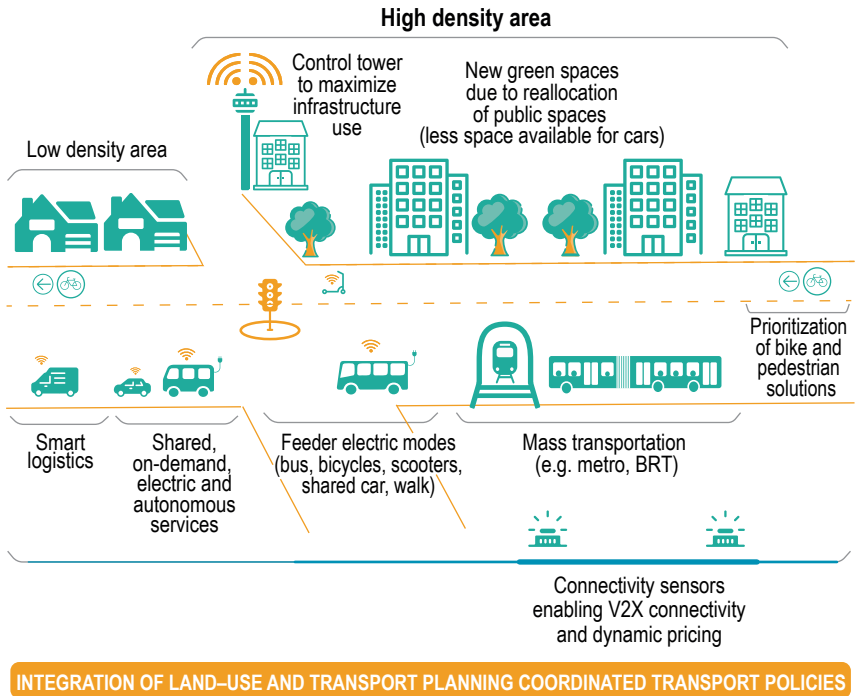 High density area
Control tower
to maximize
infrastructure
use
New green spaces
due to reallocation
of public spaces
(less space available for cars)
Low density area
Prioritization
of bike and
pedestrian
solutions
Smart
logistics
Shared,
on-demand,
electric and
autonomous
services
Feeder electric modes
(bus, bicycles, scooters,
shared car, walk)
Mass transportation
(e.g. metro, BRT)
Connectivity sensors
enabling V2X connectivity
and dynamic pricing
INTEGRATION OF LAND–USE AND TRANSPORT PLANNING COORDINATED TRANSPORT POLICIES